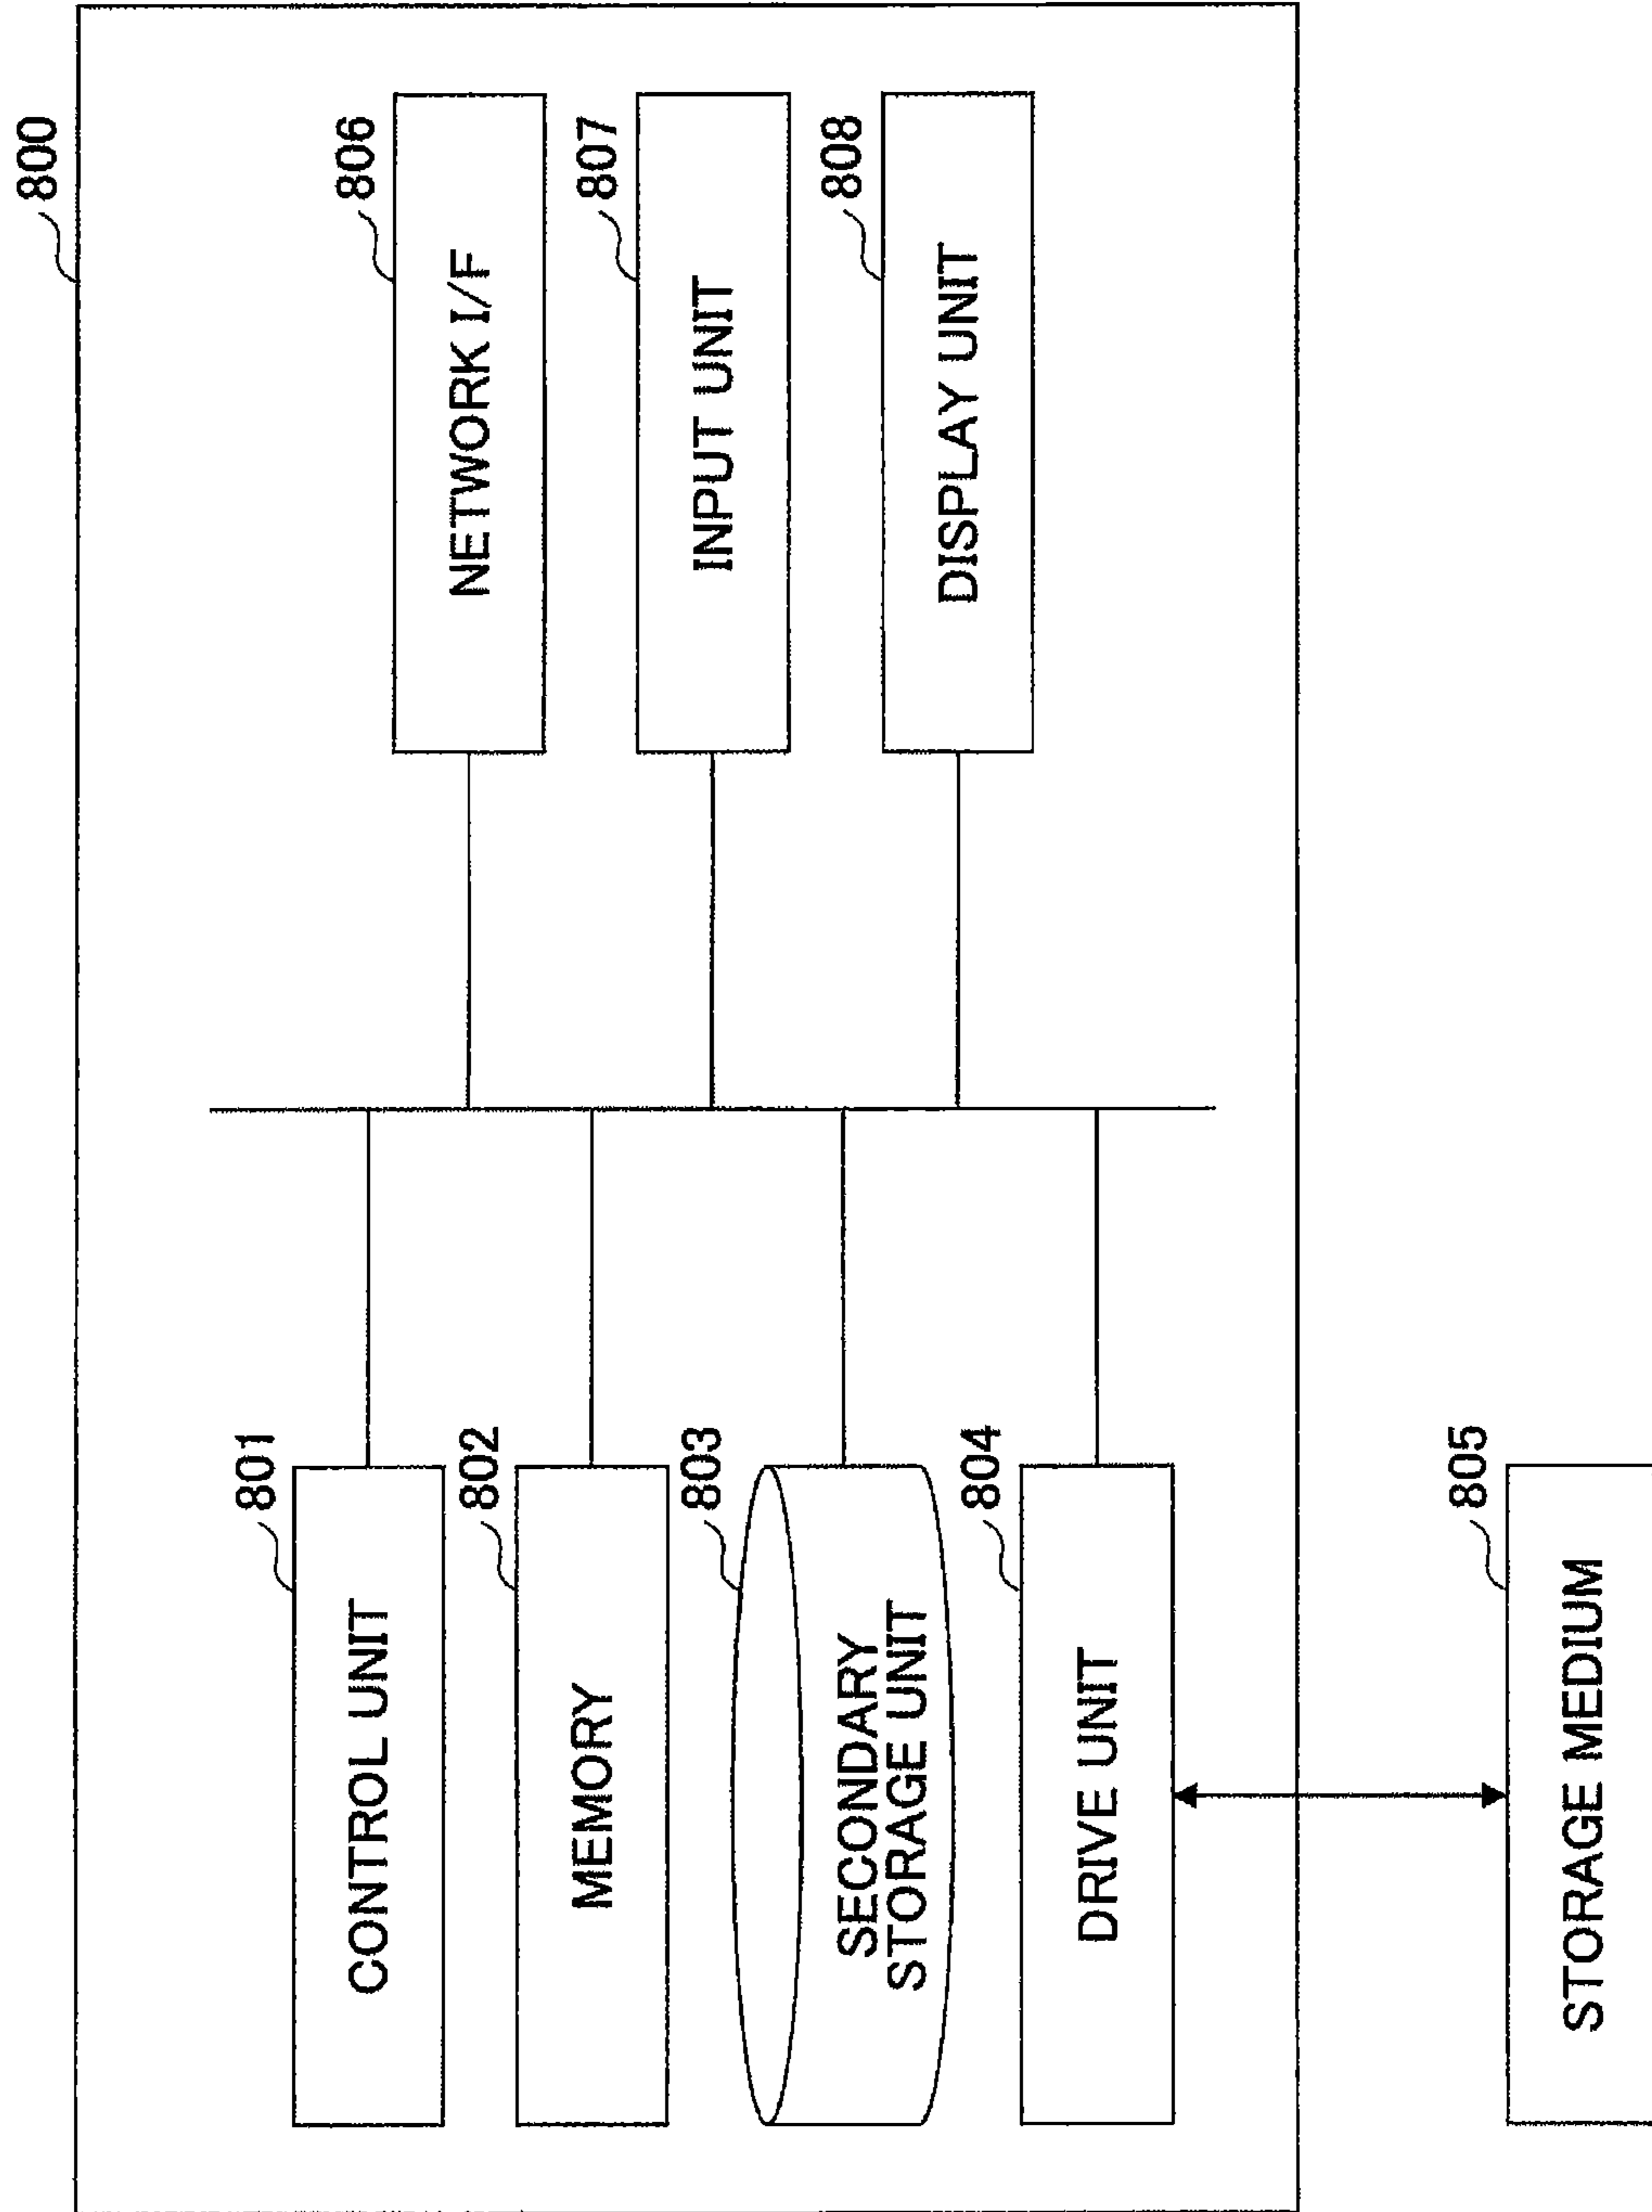 800
801
CONTROL UNIT
802
MEMORY
803
SECONDARY
STORAGE UNIT
804
DRIVE UNIT
805
STORAGE MEDIUM
806
NETWORK I/F
807
INPUT UNIT
808
DISPLAY UNIT